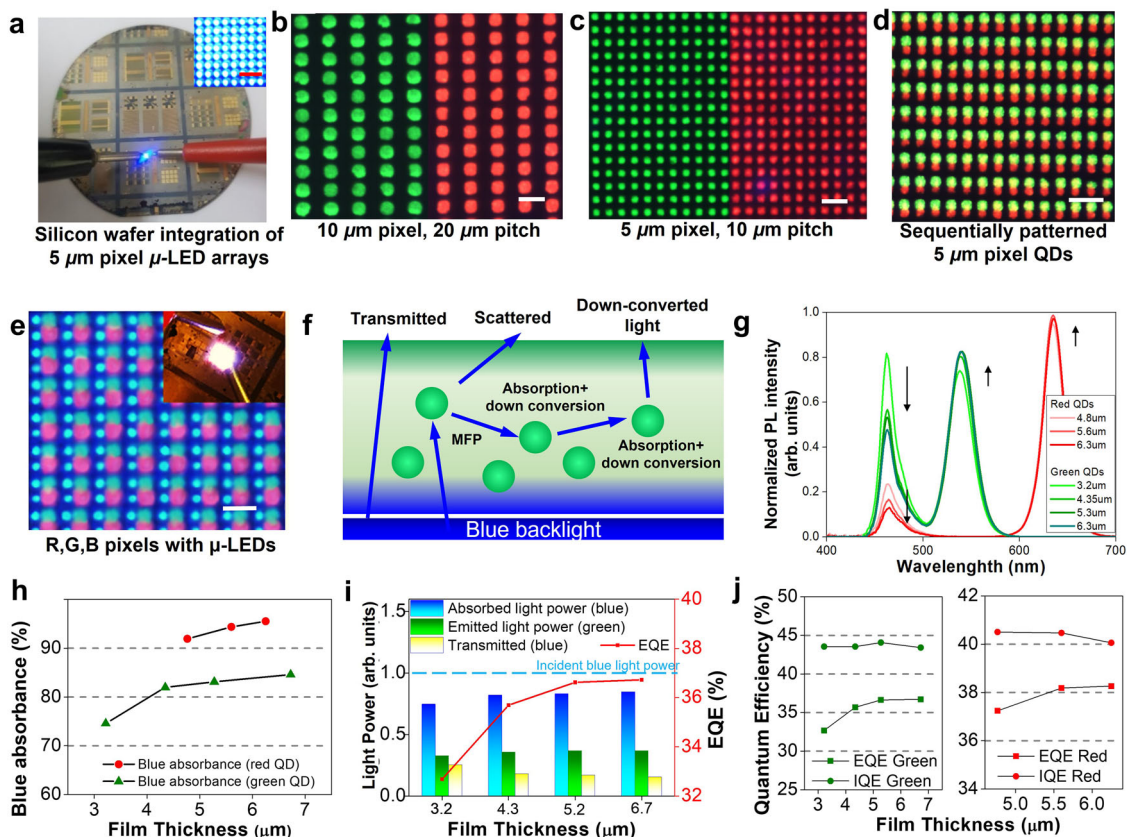 a
Silicon wafer integration of
5 µm pixel µ-LED arrays
b
10 µm pixel, 20 µm pitch
c
5 µm pixel, 10 µm pitch
d
Sequentially patterned
5 µm pixel QDs
e
R,G,B pixels with µ-LEDs
f
Transmitted
Scattered
Down-converted
light
Absorption+
down conversion
MFP
Absorption+
down conversion
Blue backlight
g
Normalized PL intensity
(arb. units)
1.0
0.8
0.6
0.4
0.2
0.0
400
500
600
700
Wavelenghth (nm)
Red QDs
4.8um
5.6um
6.3um
Green QDs
3.2um
4.35um
5.3um
6.3um
h
Blue absorbance (%)
90
80
70
60
3
4
5
6
7
Film Thickness (µm)
Blue absorbance (red QD)
Blue absorbance (green QD)
i
Light Power (arb. units)
1.5
1.0
0.5
0.0
Absorbed light power (blue)
Emitted light power (green)
Transmitted (blue)
EQE
Incident blue light power
40
38
36
34
32
EQE (%)
3.2
4.3
5.2
6.7
Film Thickness (µm)
j
Quantum Efficiency (%)
50
45
40
35
30
25
EQE Green
IQE Green
3
4
5
6
7
42
40
38
36
34
EQE Red
IQE Red
5.0
5.5
6.0
Film Thickness (µm)